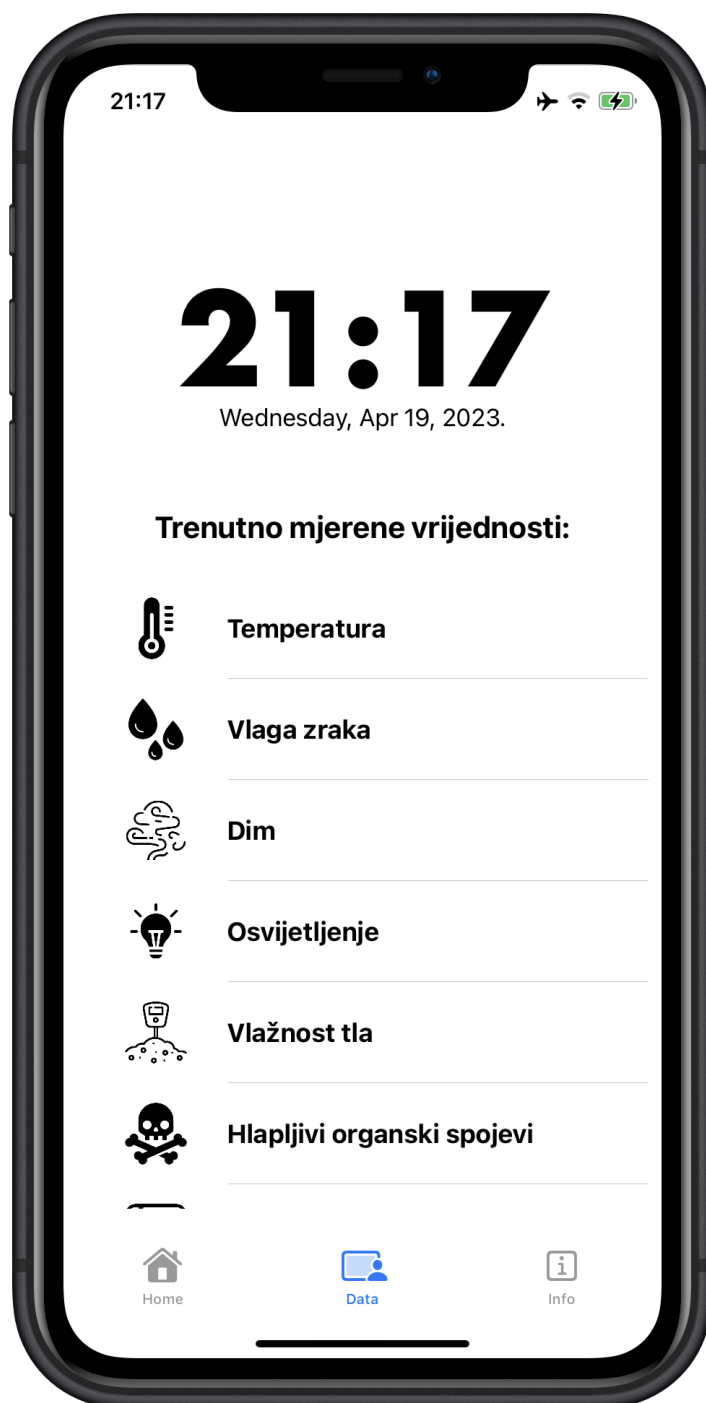 21:17
21:17
Wednesday, Apr 19, 2023.
Trenutno mjerene vrijednosti:
Temperatura
Vlaga zraka
Dim
Osvijetljenje
Vlažnost tla
Hlapljivi organski spojevi
Home
Data
Info